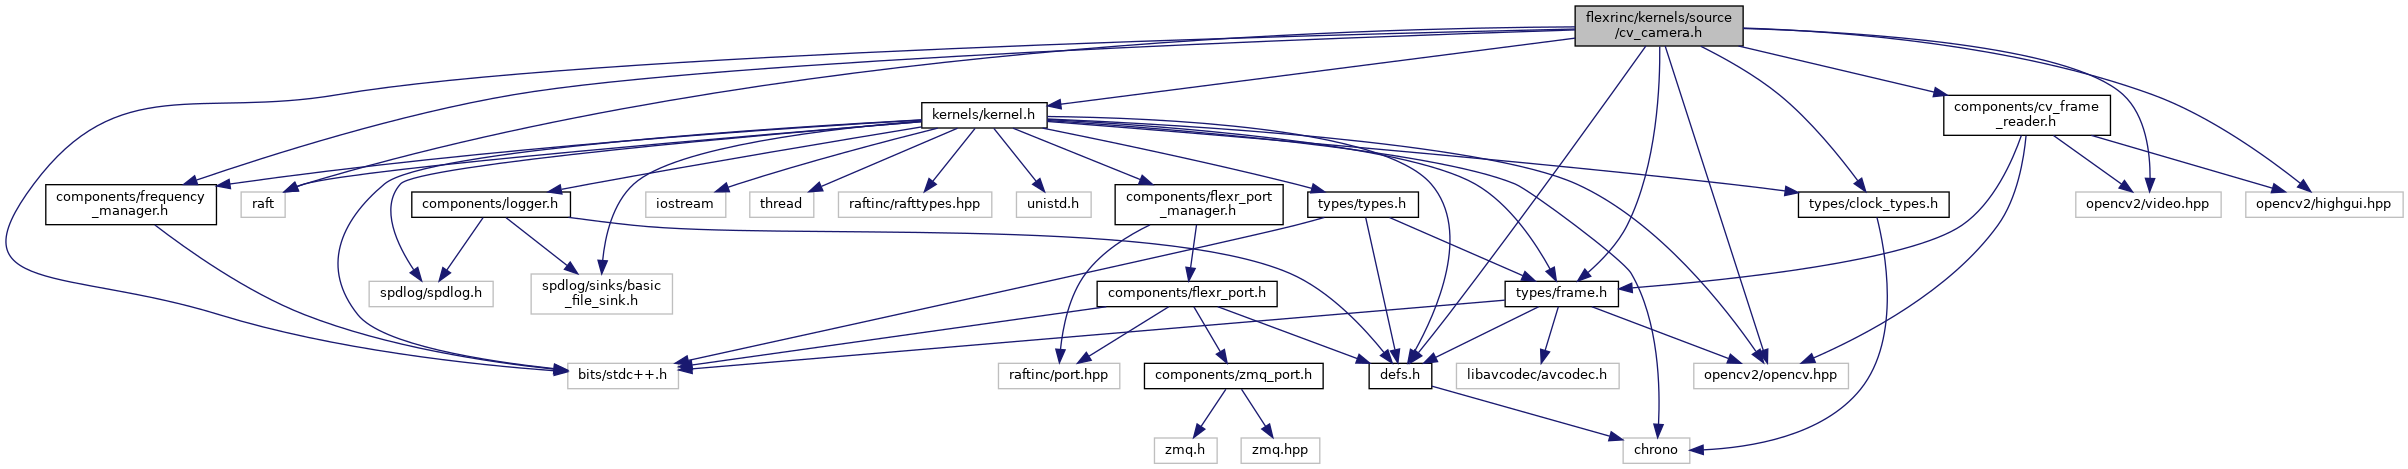 flexrinc/kernels/source
/cv_camera.h
kernels/kernel.h
components/cv_frame
_reader.h
components/frequency
_manager.h
raft
components/logger.h
iostream
thread
raftinc/rafttypes.hpp
unistd.h
components/flexr_port
_manager.h
types/types.h
types/clock_types.h
opencv2/video.hpp
opencv2/highgui.hpp
spdlog/spdlog.h
spdlog/sinks/basic
_file_sink.h
components/flexr_port.h
types/frame.h
bits/stdc++.h
raftinc/port.hpp
components/zmq_port.h
defs.h
libavcodec/avcodec.h
opencv2/opencv.hpp
zmq.h
zmq.hpp
chrono